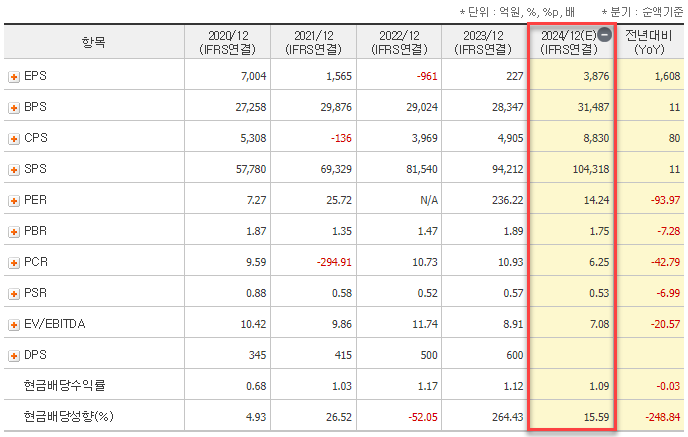 * 단위 : 억원, %, %p, 배 * 분기 : 순액기준
항목 2020/12 (IFRS연결) 2021/12 (IFRS연결) 2022/12 (IFRS연결) 2023/12 (IFRS연결) 2024/12(E) (IFRS연결) 전년대비 (YoY)
EPS 7,004 1,565 -961 227 3,876 1,608
BPS 27,258 29,876 29,024 28,347 31,487 11
CPS 5,308 -136 3,969 4,905 8,830 80
SPS 57,780 69,329 81,540 94,212 104,318 11
PER 7.27 25.72 N/A 236.22 14.24 -93.97
PBR 1.87 1.35 1.47 1.89 1.75 -7.28
PCR 9.59 -294.91 10.73 10.93 6.25 -42.79
PSR 0.88 0.58 0.52 0.57 0.53 -6.99
EV/EBITDA 10.42 9.86 11.74 8.91 7.08 -20.57
DPS 345 415 500 600
현금배당수익률 0.68 1.03 1.17 1.12 1.09 -0.03
현금배당성향(%) 4.93 26.52 -52.05 264.43 15.59 -248.84